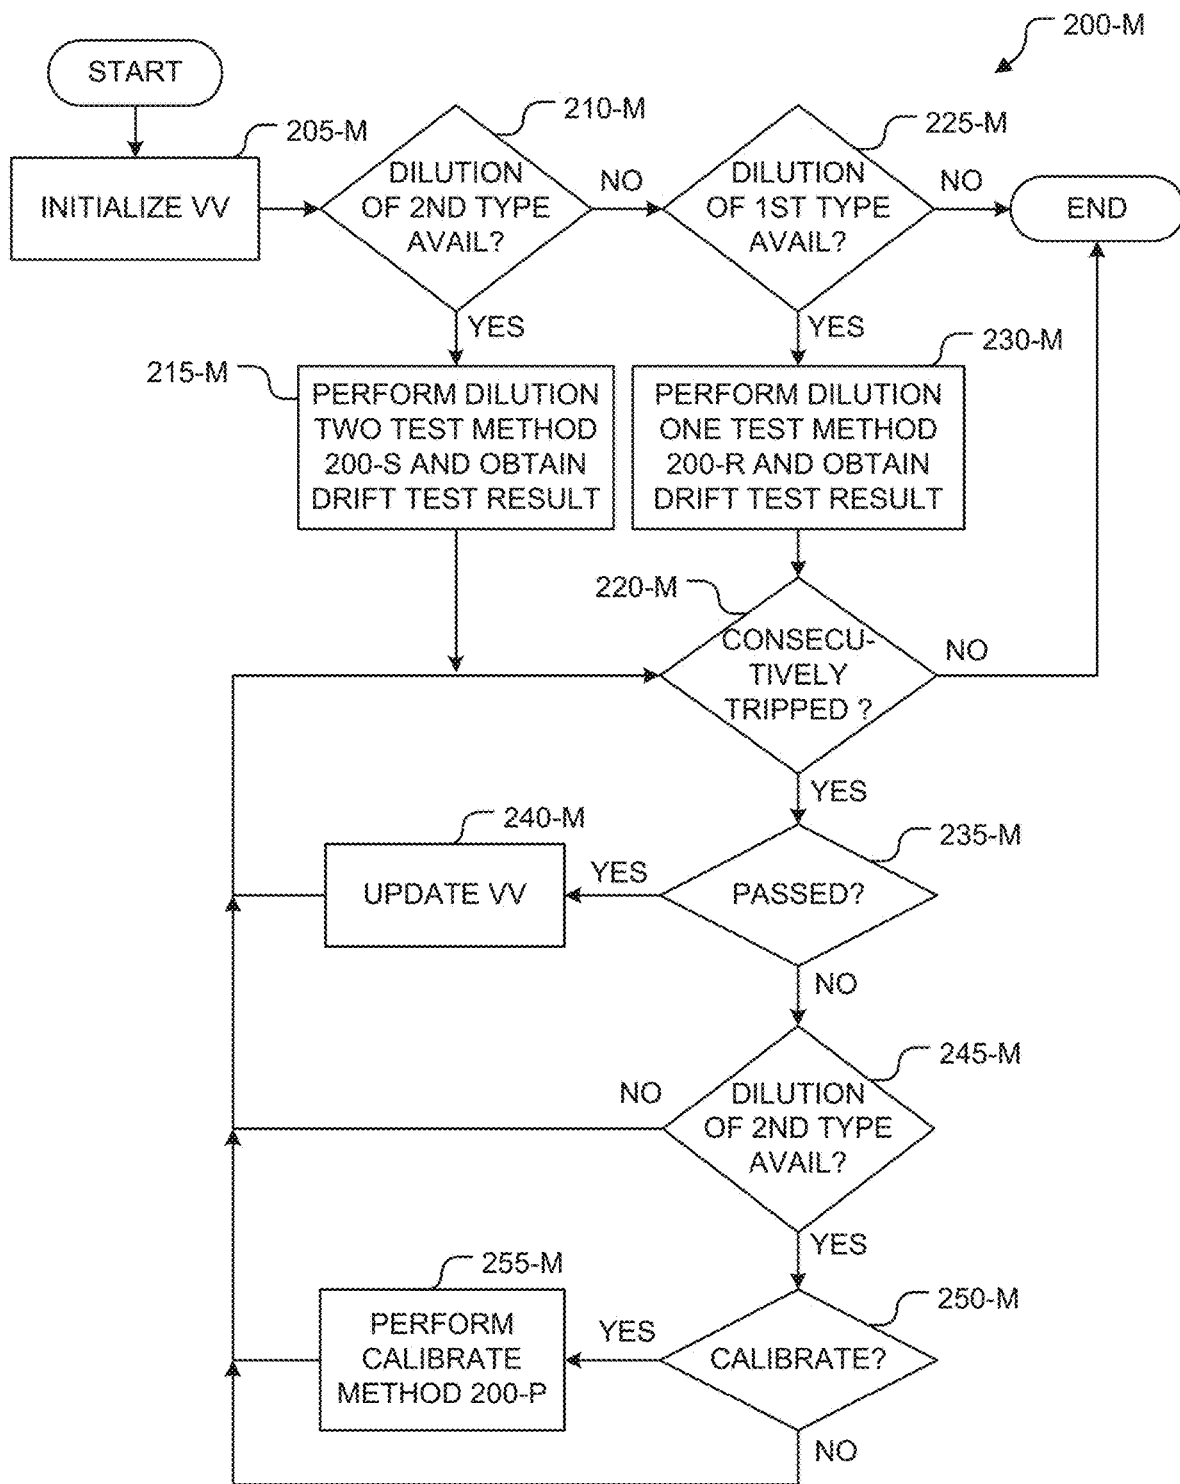 200-M
START
205-M
INITIALIZE VV
210-M
DILUTION
OF 2ND TYPE
AVAIL?
NO
YES
225-M
DILUTION
OF 1ST TYPE
AVAIL?
NO
YES
END
215-M
PERFORM DILUTION
TWO TEST METHOD
200-S AND OBTAIN
DRIFT TEST RESULT
230-M
PERFORM DILUTION
ONE TEST METHOD
200-R AND OBTAIN
DRIFT TEST RESULT
220-M
CONSECU-
TIVELY
TRIPPED ?
NO
YES
240-M
UPDATE VV
YES
235-M
PASSED?
NO
245-M
NO
DILUTION
OF 2ND TYPE
AVAIL?
YES
255-M
PERFORM
CALIBRATE
METHOD 200-P
YES
250-M
CALIBRATE?
NO